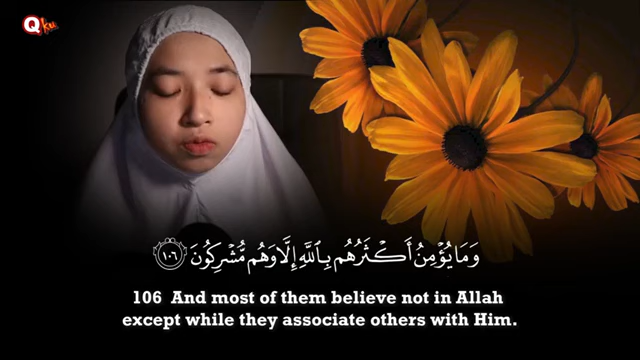 Qku
وَمَا يُؤْمِنُ أَكْثَرُهُم بِٱللَّهِ إِلَّا وَهُم مُّشْرِكُونَ ١٠٦
106 And most of them believe not in Allah
except while they associate others with Him.